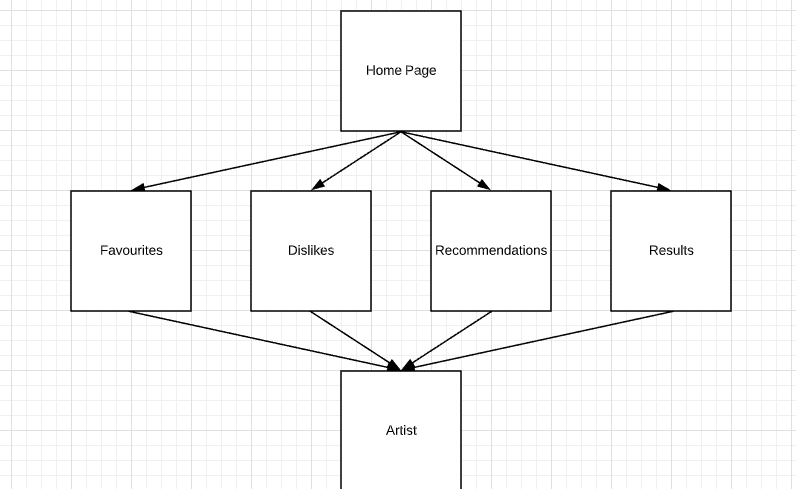 Home Page
Favourites
Dislikes
Recommendations
Results
Artist